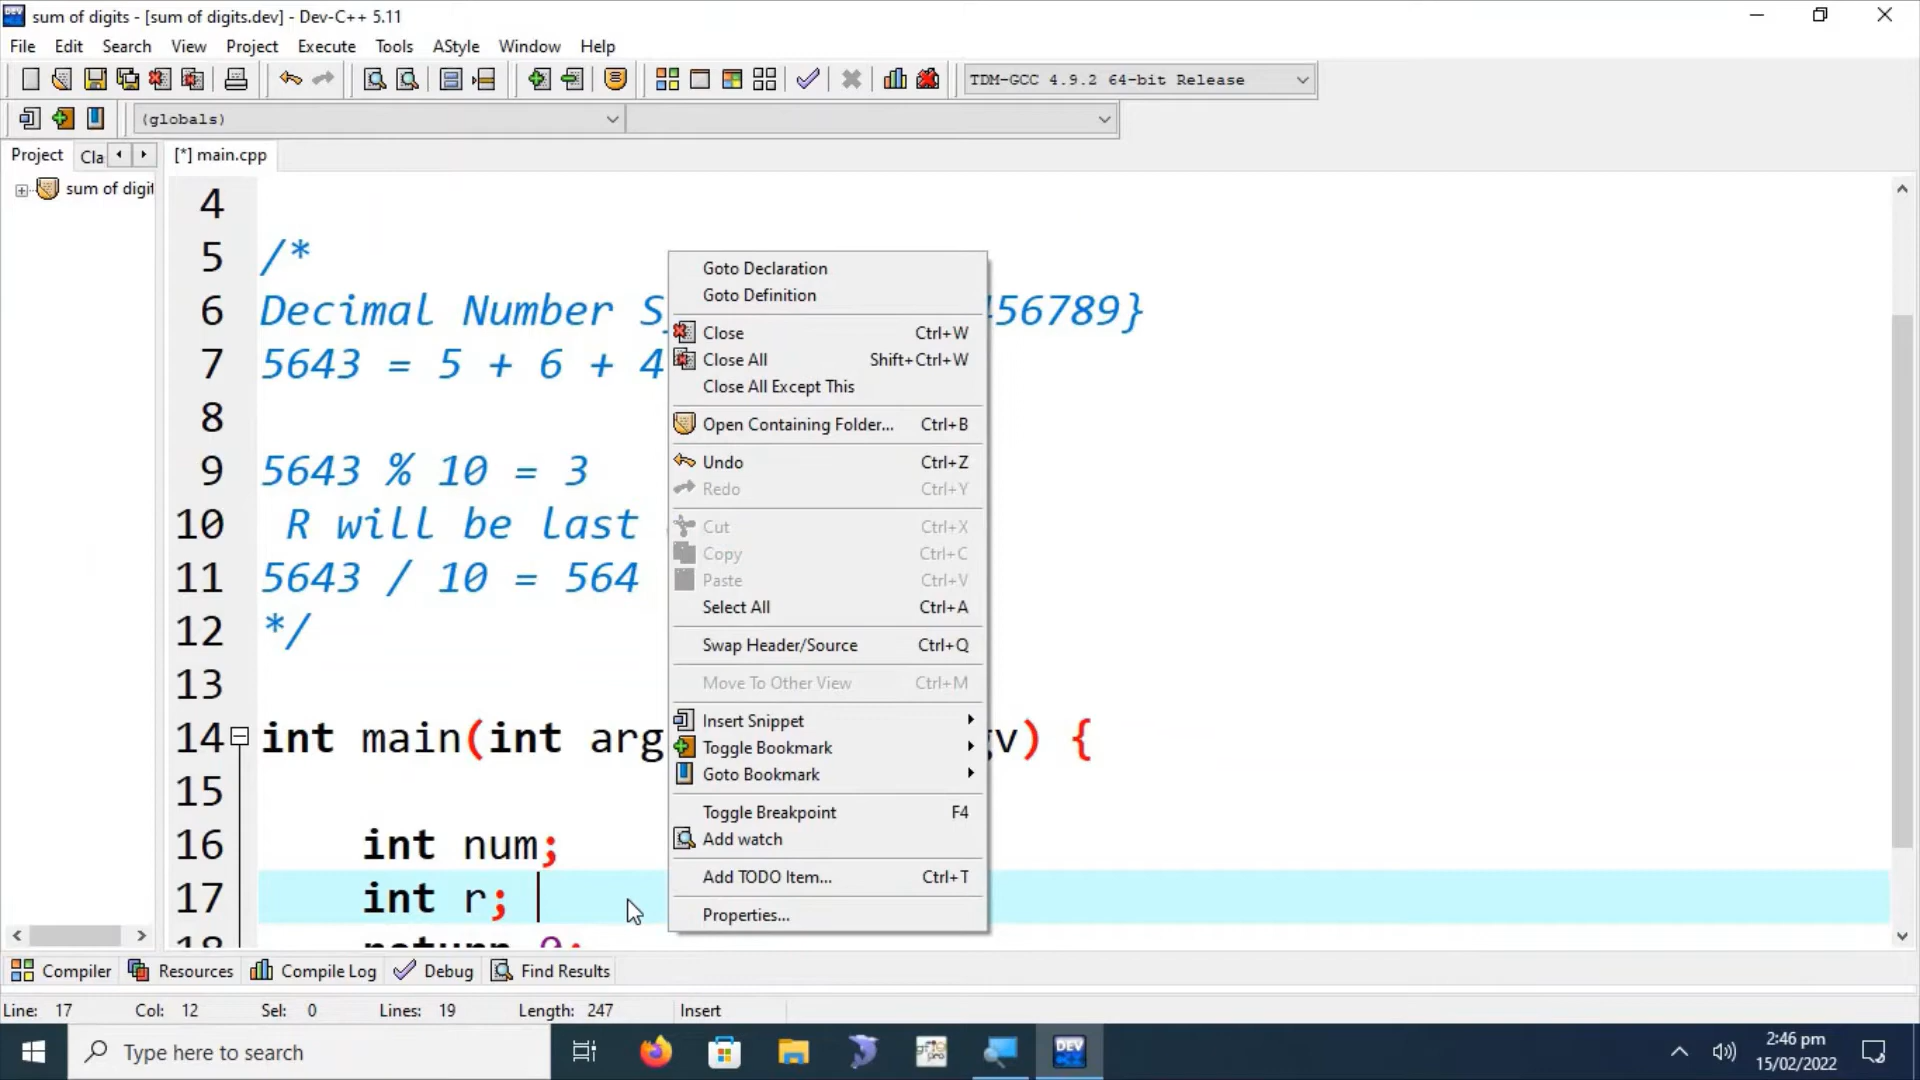 sum of digits - [sum of digits.dev] - Dev-C++ 5.11
File Edit Search View Project Execute Tools AStyle Window Help
TDM-GCC 4.9.2 64-bit Release
(globals)
Project Cla [*] main.cpp
sum of digit
4
5 /*
6 Decimal Number 456789}
7 5643 = 5 + 6 + 4
8
9 5643 % 10 = 3
10 R will be last
11 5643 / 10 = 564
12 */
13
14 int main(int arg v) {
15
16 int num;
17 int r;
18 return 0;
Goto Declaration
Goto Definition
Close Ctrl+W
Close All Shift+Ctrl+W
Close All Except This
Open Containing Folder... Ctrl+B
Undo Ctrl+Z
Redo Ctrl+Y
Cut Ctrl+X
Copy Ctrl+C
Paste Ctrl+V
Select All Ctrl+A
Swap Header/Source Ctrl+Q
Move To Other View Ctrl+M
Insert Snippet
Toggle Bookmark
Goto Bookmark
Toggle Breakpoint F4
Add watch
Add TODO Item... Ctrl+T
Properties...
Compiler Resources Compile Log Debug Find Results
Line: 17 Col: 12 Sel: 0 Lines: 19 Length: 247 Insert
Type here to search
DEV
2:46 pm
15/02/2022